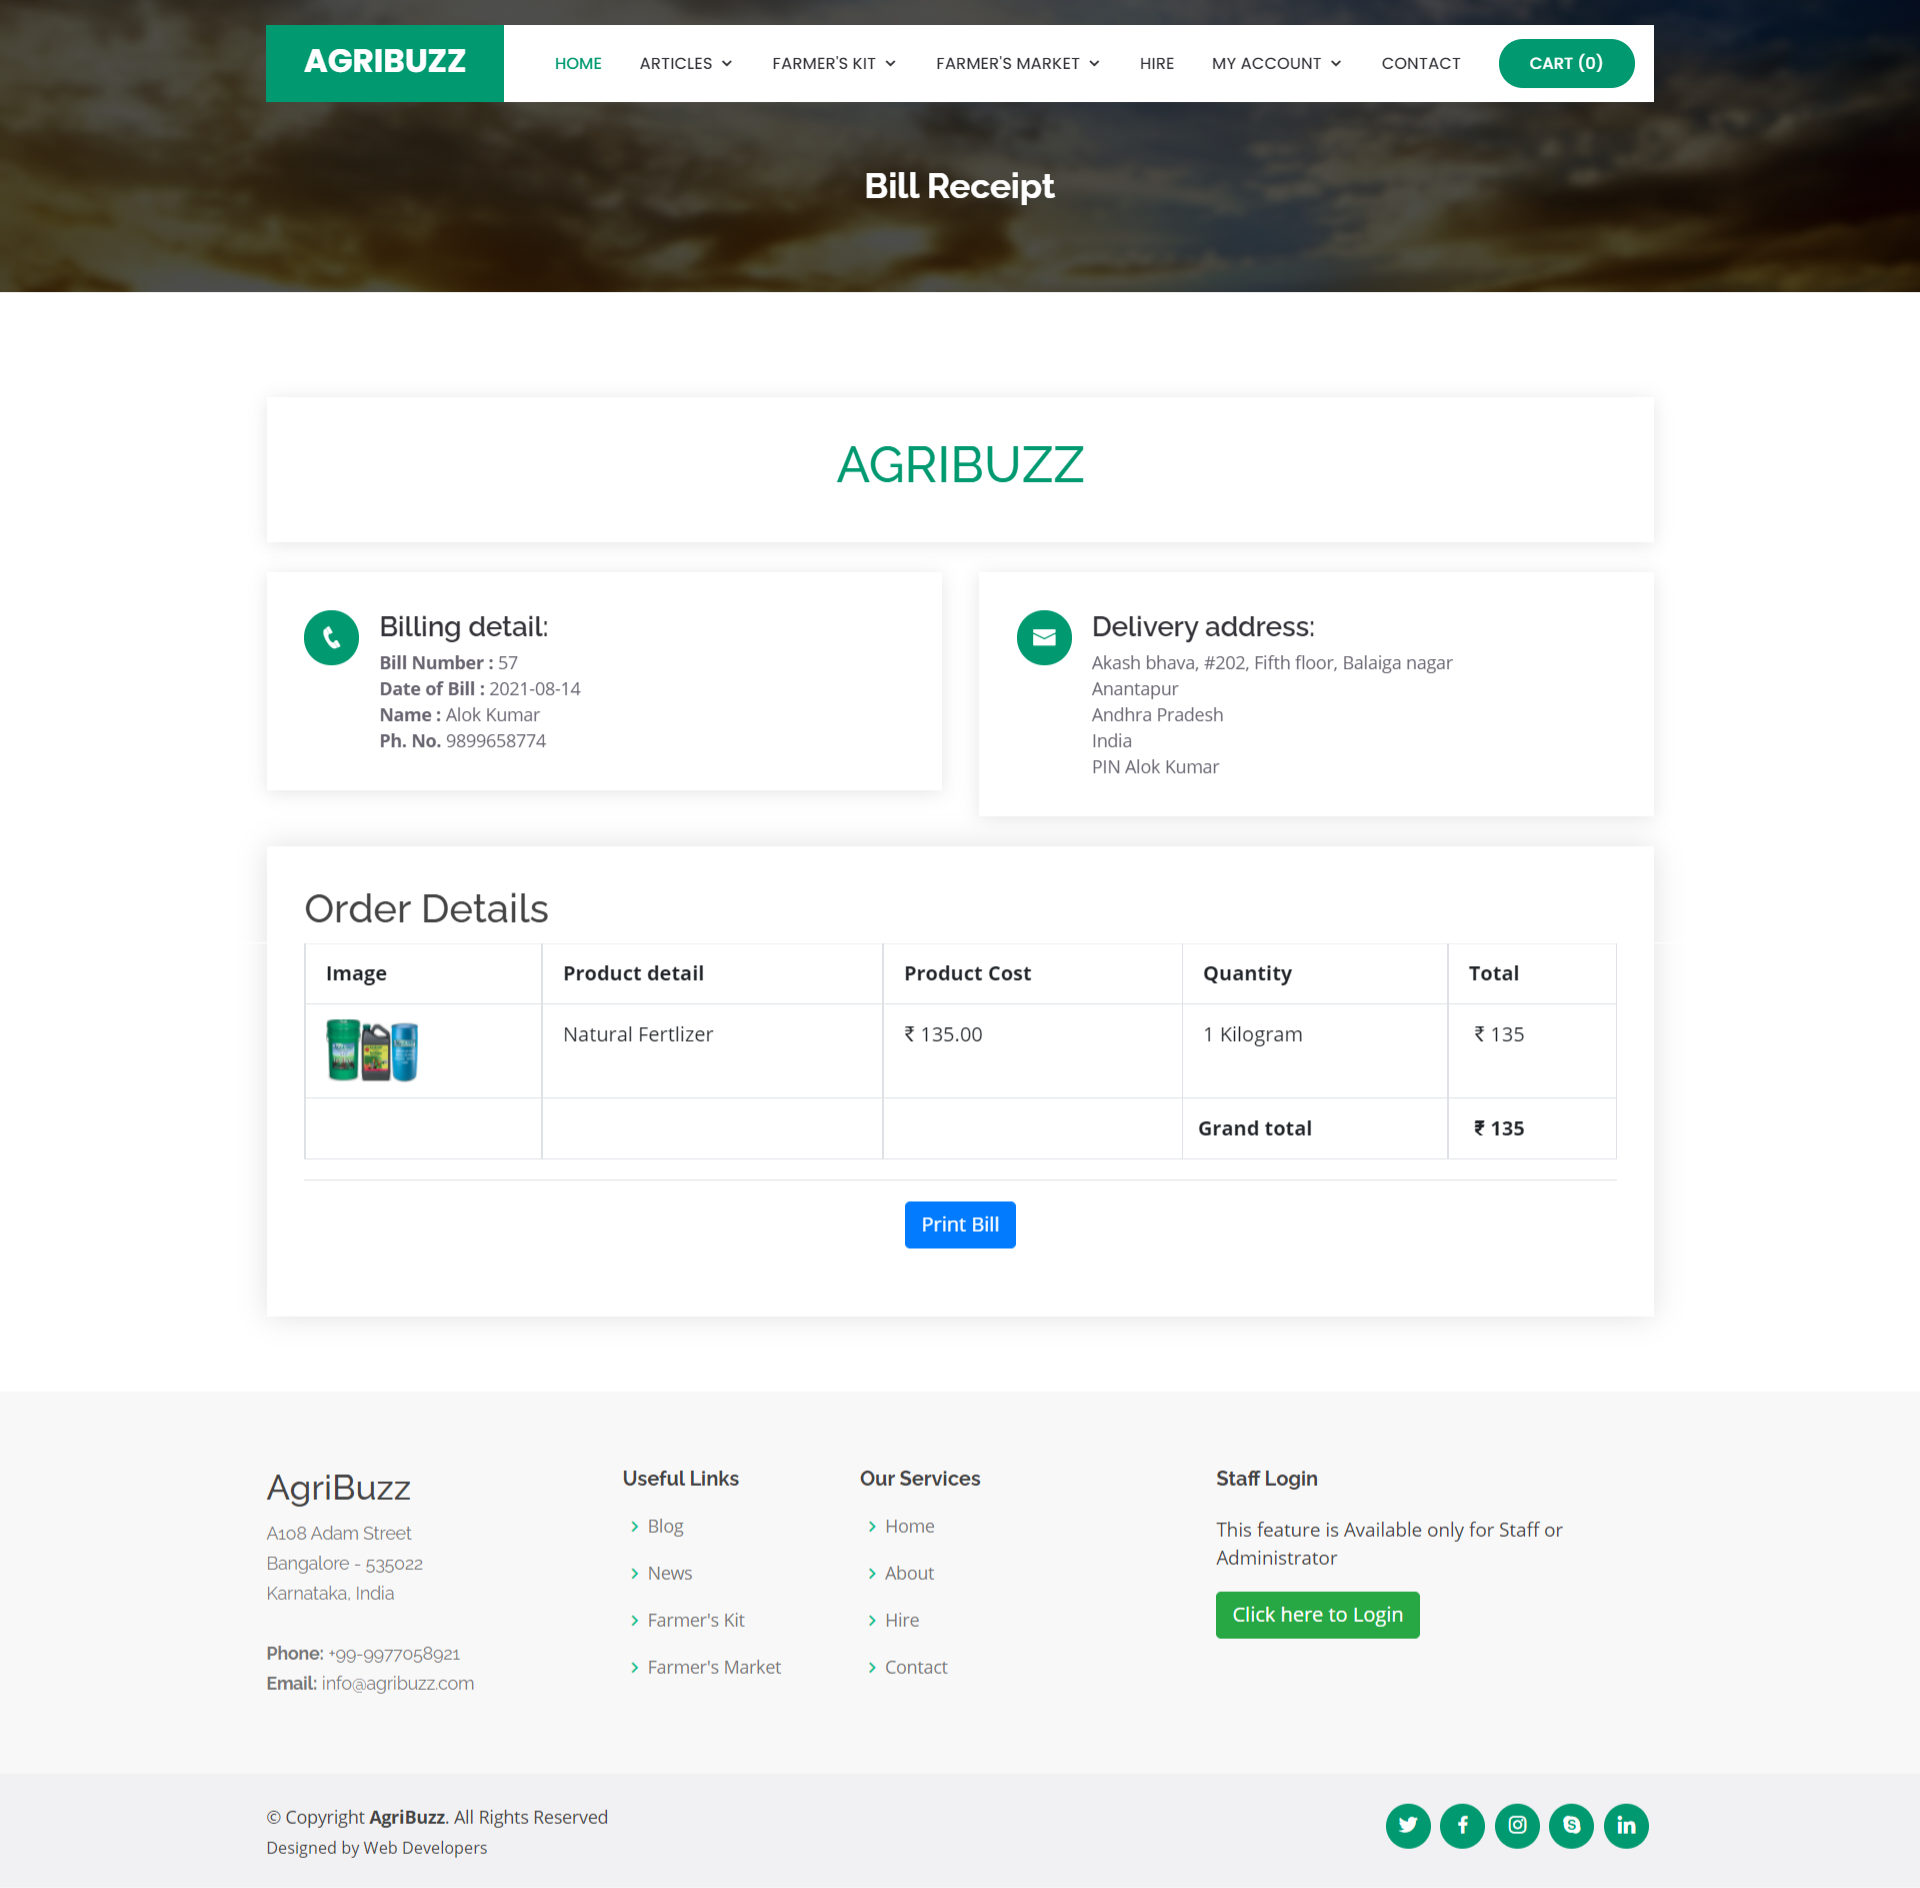 AGRIBUZZ
HOME ARTICLES FARMER'S KIT FARMER'S MARKET HIRE MY ACCOUNT CONTACT CART (0)
Bill Receipt
AGRIBUZZ
Billing detail:
Bill Number : 57
Date of Bill : 2021-08-14
Name : Alok Kumar
Ph. No. 9899658774
Delivery address:
Akash bhava, #202, Fifth floor, Balaiga nagar
Anantapur
Andhra Pradesh
India
PIN Alok Kumar
Order Details
Image Product detail Product Cost Quantity Total
Natural Fertlizer ₹ 135.00 1 Kilogram ₹ 135
Grand total ₹ 135
Print Bill
AgriBuzz
A108 Adam Street
Bangalore - 535022
Karnataka, India
Phone: +99-9977058921
Email: info@agribuzz.com
Useful Links
Blog
News
Farmer's Kit
Farmer's Market
Our Services
Home
About
Hire
Contact
Staff Login
This feature is Available only for Staff or
Administrator
Click here to Login
© Copyright AgriBuzz. All Rights Reserved
Designed by Web Developers